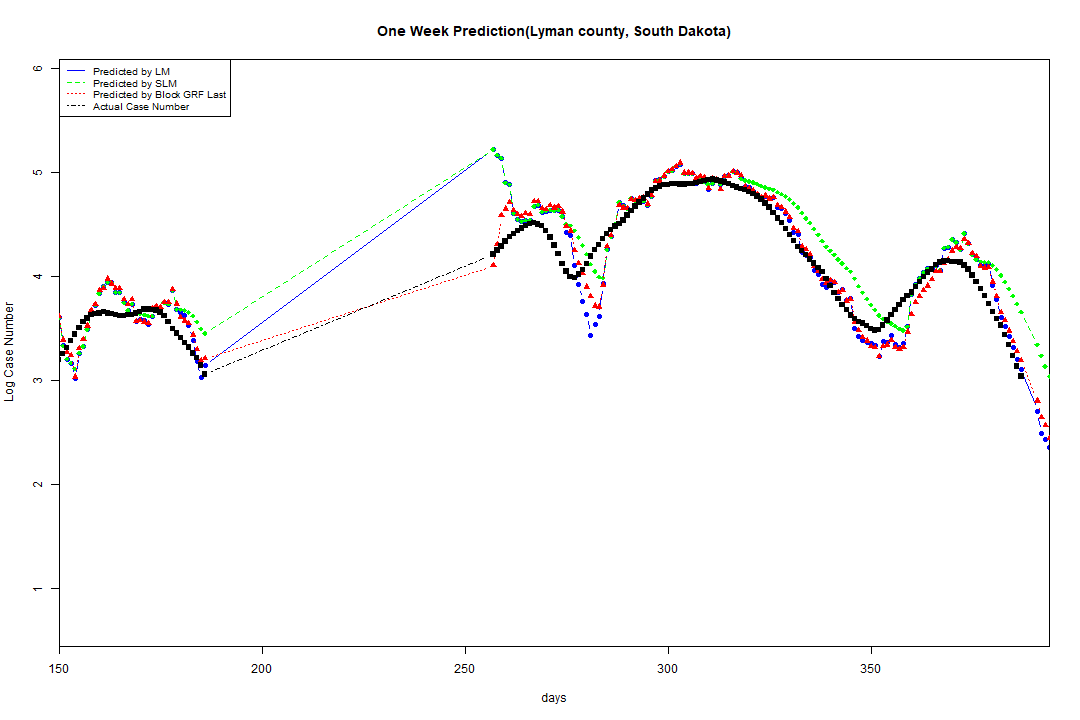 One Week Prediction(Lyman county, South Dakota)
Predicted by LM
Predicted by SLM
Predicted by Block GRF Last
Actual Case Number
Log Case Number
6
5
4
3
2
1
150 200 250 300 350
days